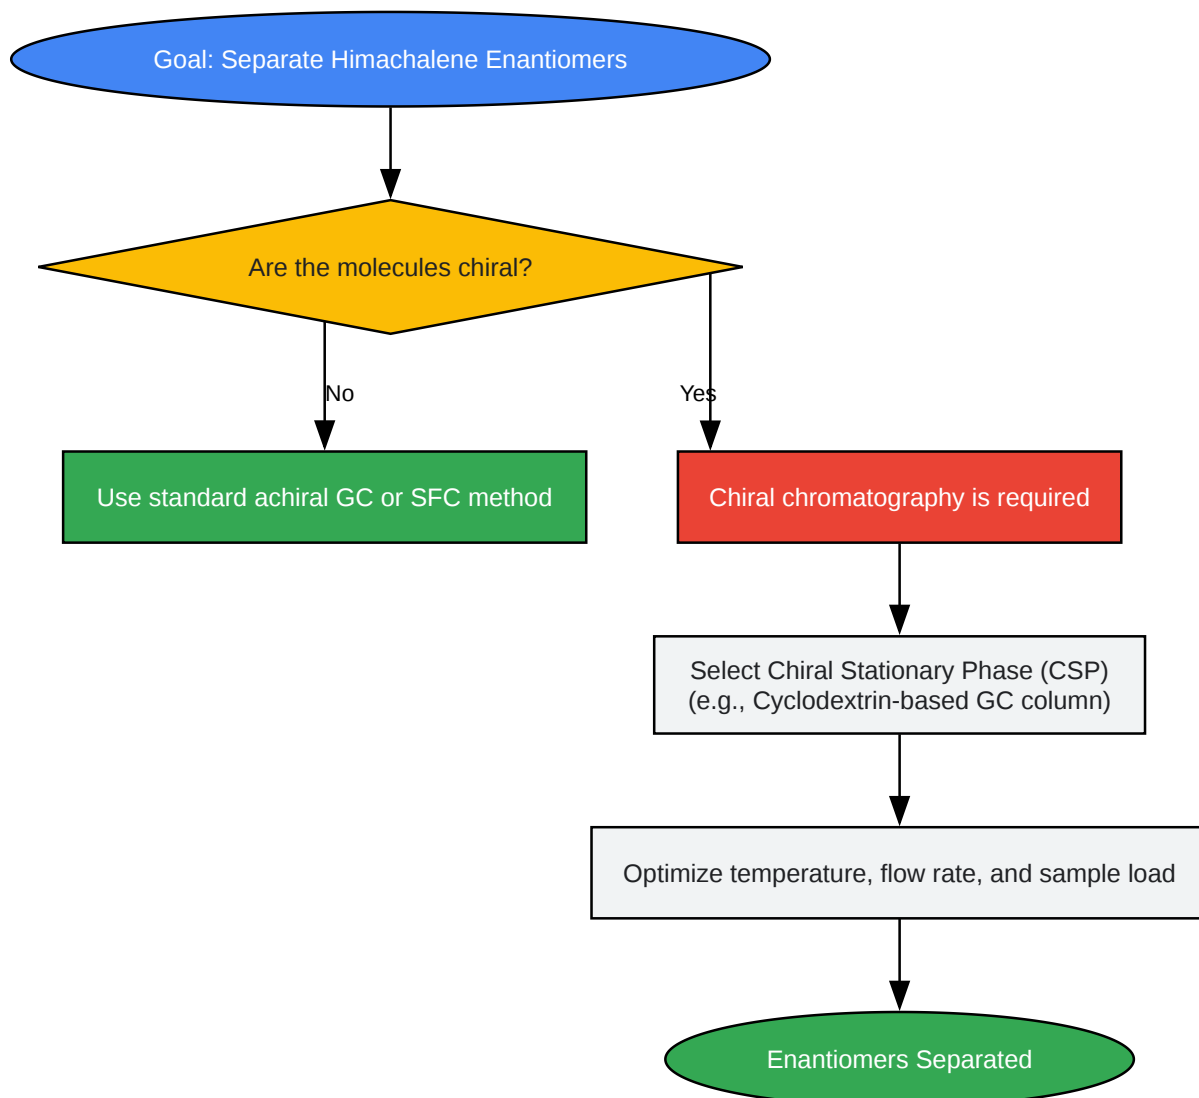 Goal: Separate Himachalene Enantiomers
Are the molecules chiral?
No
Yes
Use standard achiral GC or SFC method
Chiral chromatography is required
Select Chiral Stationary Phase (CSP)
(e.g., Cyclodextrin-based GC column)
Optimize temperature, flow rate, and sample load
Enantiomers Separated